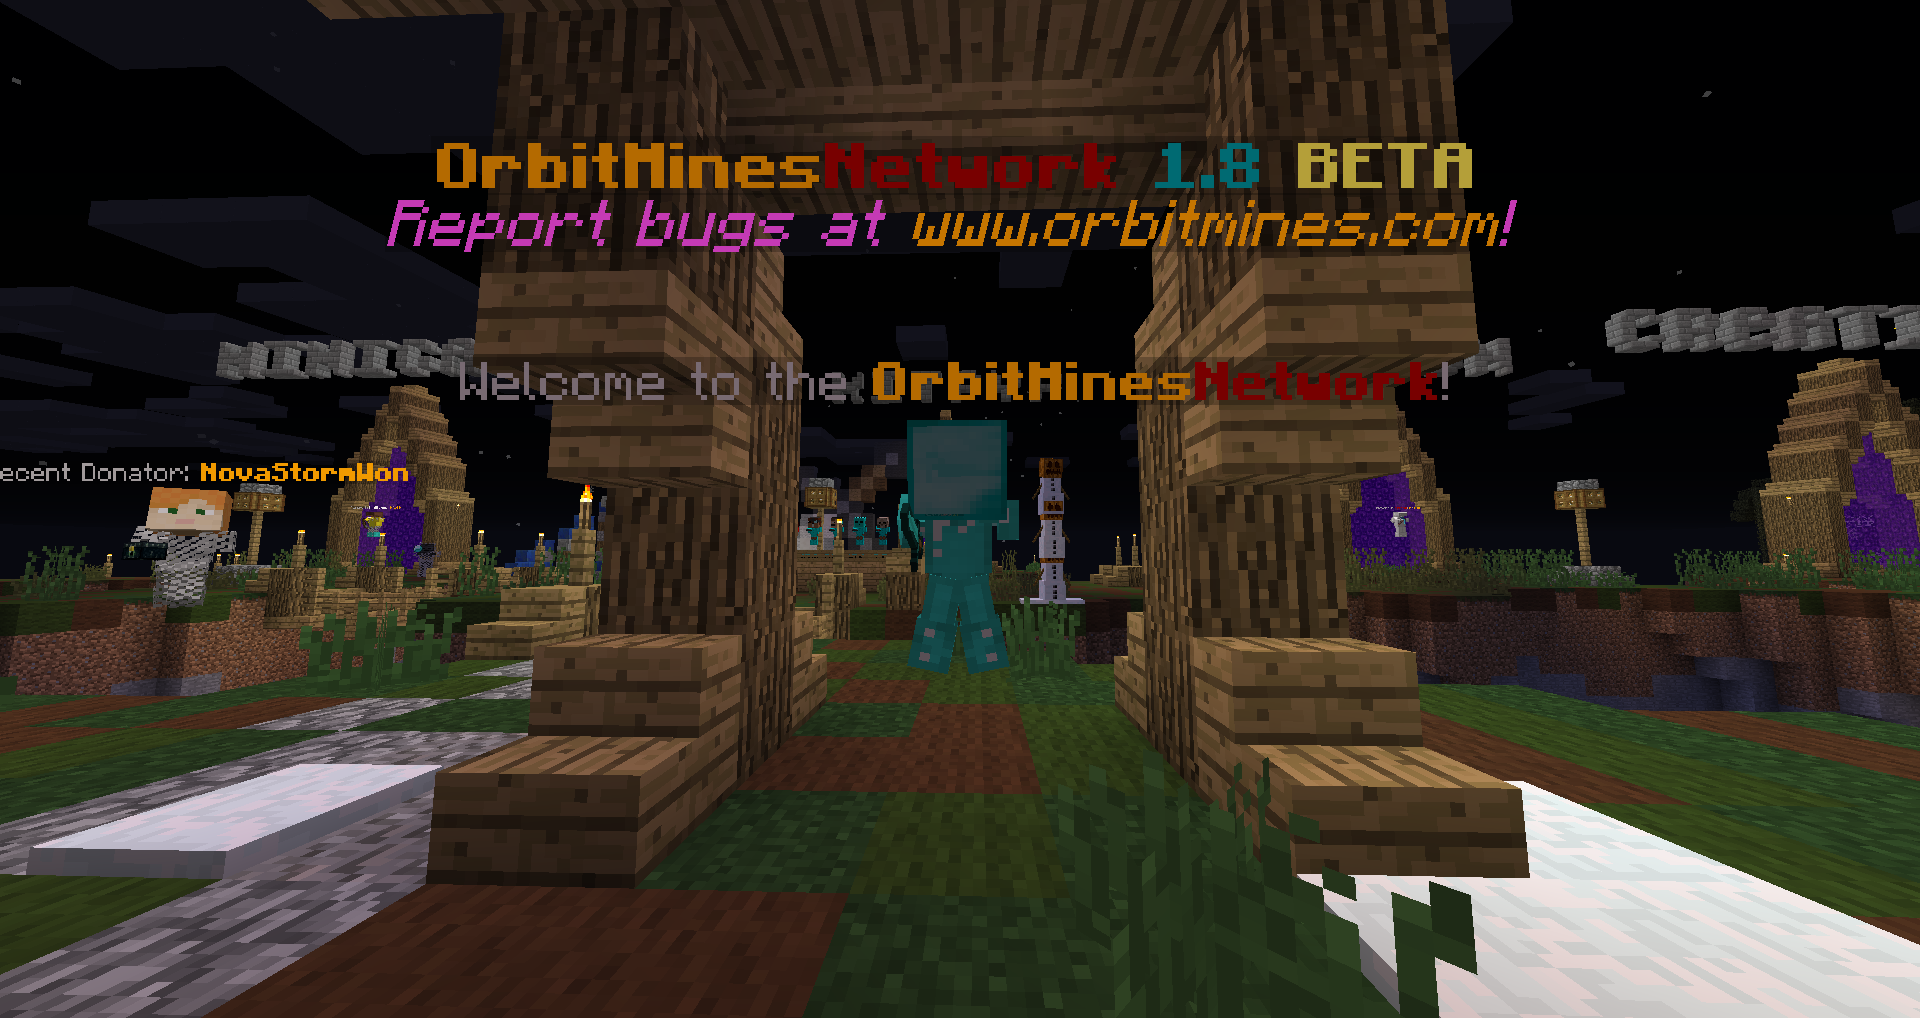 OrbitMinesNetwork 1.8 BETA
Report bugs at www.orbitmines.com!
Welcome to the OrbitMinesNetwork!
ecent Donator: NovaStormWon